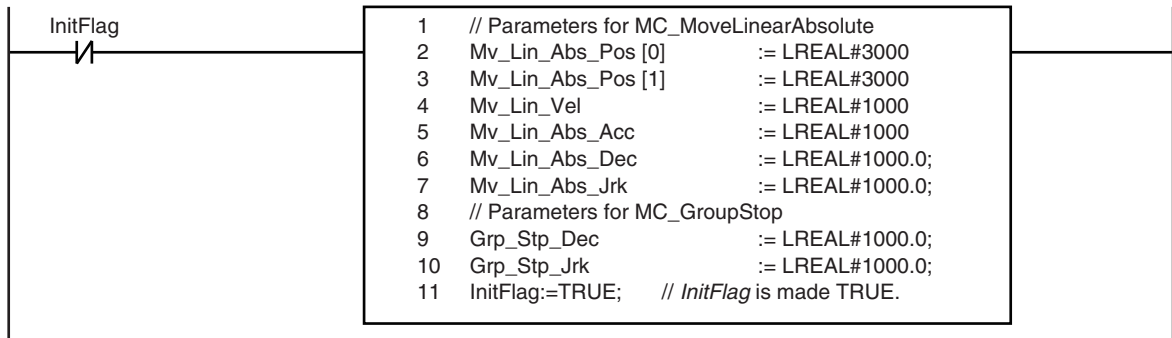 InitFlag
1 // Parameters for MC_MoveLinearAbsolute
2 Mv_Lin_Abs_Pos [0] := LREAL#3000
3 Mv_Lin_Abs_Pos [1] := LREAL#3000
4 Mv_Lin_Vel := LREAL#1000
5 Mv_Lin_Abs_Acc := LREAL#1000
6 Mv_Lin_Abs_Dec := LREAL#1000.0;
7 Mv_Lin_Abs_Jrk := LREAL#1000.0;
8 // Parameters for MC_GroupStop
9 Grp_Stp_Dec := LREAL#1000.0;
10 Grp_Stp_Jrk := LREAL#1000.0;
11 InitFlag:=TRUE; // InitFlag is made TRUE.